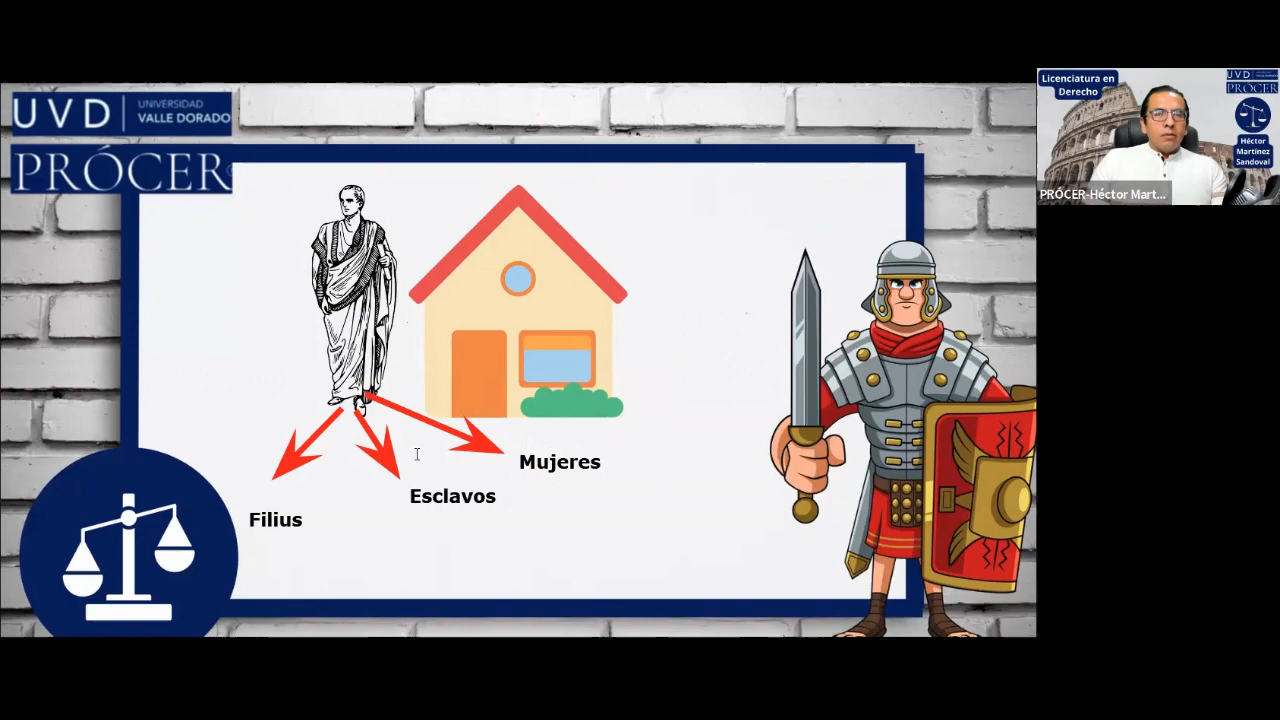 UVD UNIVERSIDAD
VALLE DORADO
PRÓCER
Mujeres
Esclavos
Filius
Licenciatura en
Derecho
UVD
PRÓCER
Héctor
Martínez
Sandoval
PRÓCER-Héctor Mart...